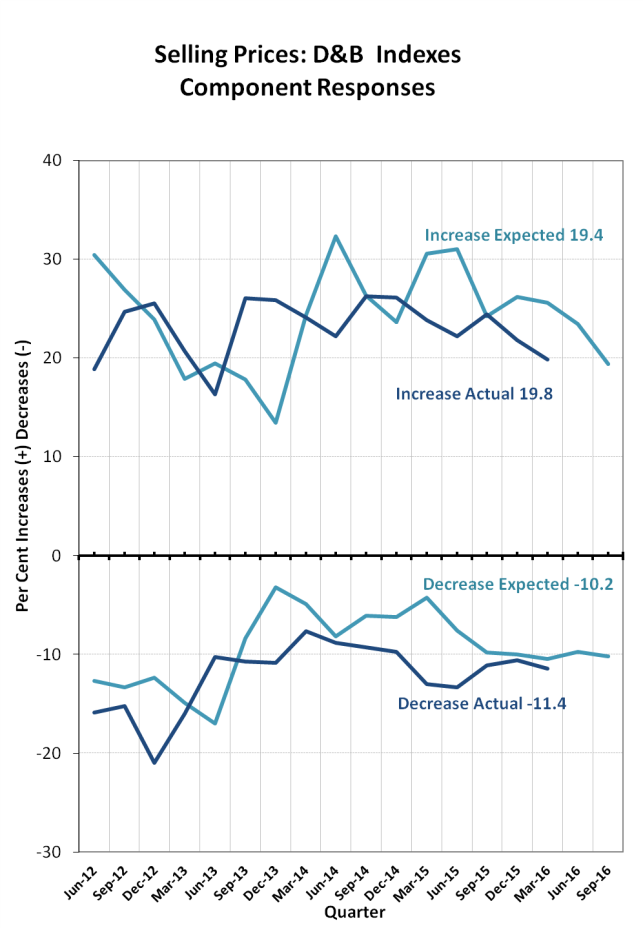 Selling Prices: D&B Indexes
Component Responses
40
30
20
10
0
-10
-20
-30
Per Cent Increases (+) Decreases (-)
Increase Expected 19.4
Increase Actual 19.8
Decrease Expected -10.2
Decrease Actual -11.4
Jun-12
Sep-12
Dec-12
Mar-13
Jun-13
Sep-13
Dec-13
Mar-14
Jun-14
Sep-14
Dec-14
Mar-15
Jun-15
Sep-15
Dec-15
Mar-16
Jun-16
Sep-16
Quarter